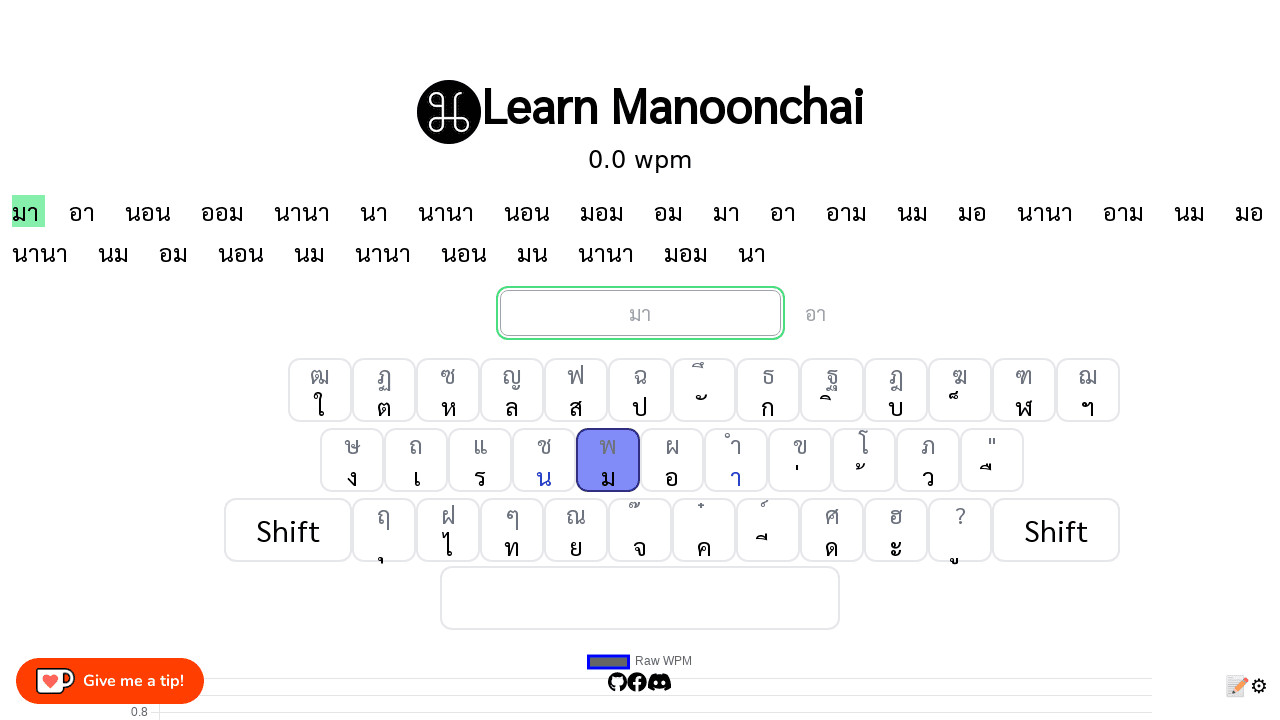 Learn Manoonchai
0.0 wpm
มา อา นอน ออม นานา นา นานา นอน มอม อม มา อา อาม นม มอ นานา อาม นม มอ
นานา นม อม นอน นม นานา นอน มน นานา มอม นา
มา อา
ฒ ฏ ซ ญ ฟ ฉ ึ ธ ฐ ฎ ฆ ฑ ฌ
ใ ต ห ล ส ป ั ก ิ บ ็ ฬ ฯ
ษ ถ แ ช พ ผ ำ ข โ ภ "
ง เ ร น ม อ า ่ ้ ว ื
Shift ฤ ฝ ๆ ณ ๊ ๋ ์ ศ ฮ ? Shift
ุ ไ ท ย จ ค ี ด ะ ู
Raw WPM
Give me a tip!
0.8